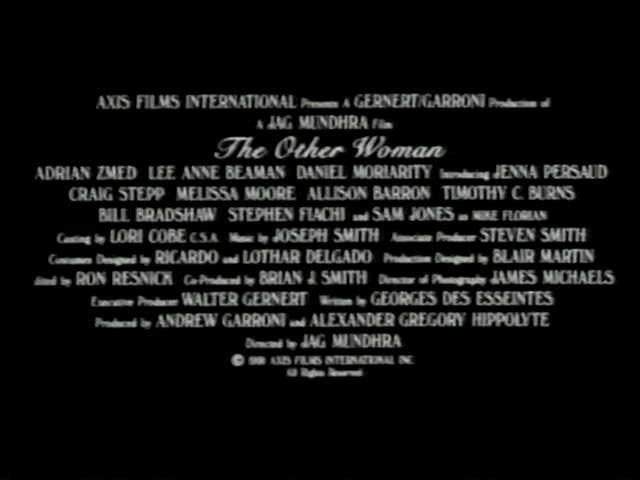 AXIS FILMS INTERNATIONAL Presents A GERNERT/GARRONI Production of
A JAG MUNDHRA Film
The Other Woman
ADRIAN ZMED LEE ANNE BEAMAN DANIEL MORIARITY Introducing JENNA PERSAUD
CRAIG STEPP MELISSA MOORE ALLISON BARRON TIMOTHY C. BURNS
BILL BRADSHAW STEPHEN FIACHI and SAM JONES as MIKE FLORIAN
Casting by LORI COBE C.S.A. Music by JOSEPH SMITH Associate Producer STEVEN SMITH
Costumes Designed by RICARDO and LOTHAR DELGADO Production Designed by BLAIR MARTIN
dited by RON RESNICK Co-Produced by BRIAN J. SMITH Director of Photography JAMES MICHAELS
Executive Producer WALTER GERNERT Written by GEORGES DES ESSEINTES
Produced by ANDREW GARRONI and ALEXANDER GREGORY HIPPOLYTE
Directed by JAG MUNDHRA
© AXIS FILMS INTERNATIONAL INC.
All Rights Reserved